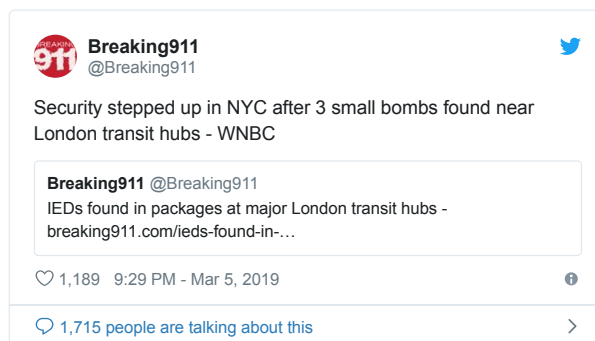 BREAKING
911
Breaking911
@Breaking911
Security stepped up in NYC after 3 small bombs found near
London transit hubs - WNBC
Breaking911 @Breaking911
IEDs found in packages at major London transit hubs -
breaking911.com/ieds-found-in-…
1,189 9:29 PM - Mar 5, 2019
1,715 people are talking about this